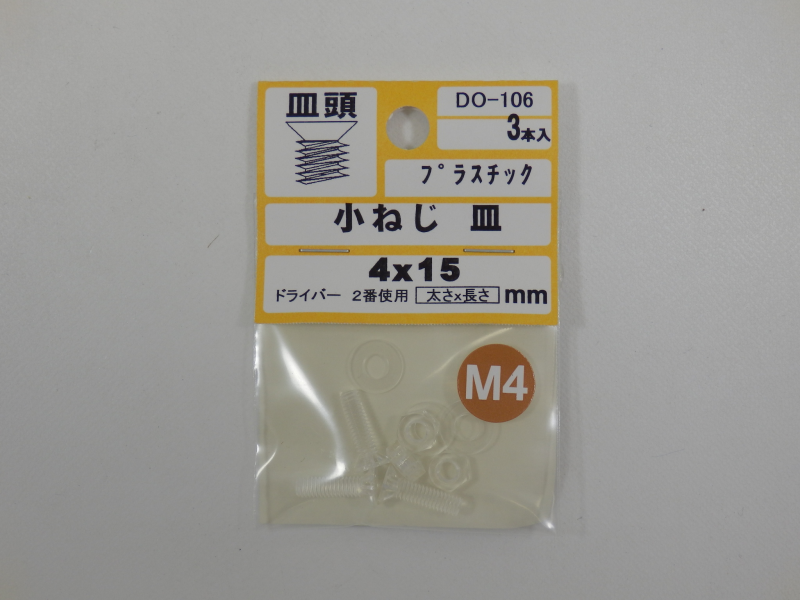 皿頭
DO-106
3本入
プラスチック
小ねじ 皿
4x15
ドライバー 2番使用 太さx長さ mm
M4